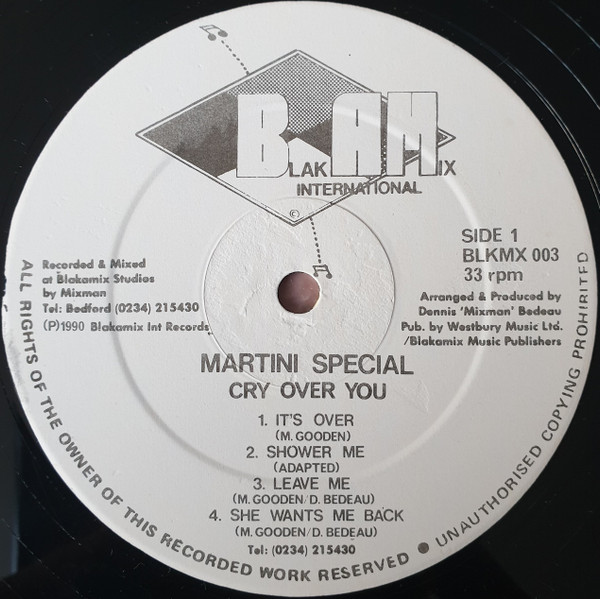 BLAKAMIX
INTERNATIONAL
©
SIDE 1
BLKMX 003
33 rpm
Recorded & Mixed
at Blakamix Studios
by Mixman
Tel: Bedford (0234) 215430
(P)1990 Blakamix Int Records
Arranged & Produced by
Dennis 'Mixman' Bedeau
Pub. by Westbury Music Ltd.
/Blakamix Music Publishers
MARTINI SPECIAL
CRY OVER YOU
1. IT'S OVER
(M. GOODEN)
2. SHOWER ME
(ADAPTED)
3. LEAVE ME
(M. GOODEN/D. BEDEAU)
4. SHE WANTS ME BACK
(M. GOODEN/D. BEDEAU)
Tel: (0234) 215430
ALL RIGHTS OF THE OWNER OF THIS RECORDED WORK RESERVED ● UNAUTHORISED COPYING PROHIBITED